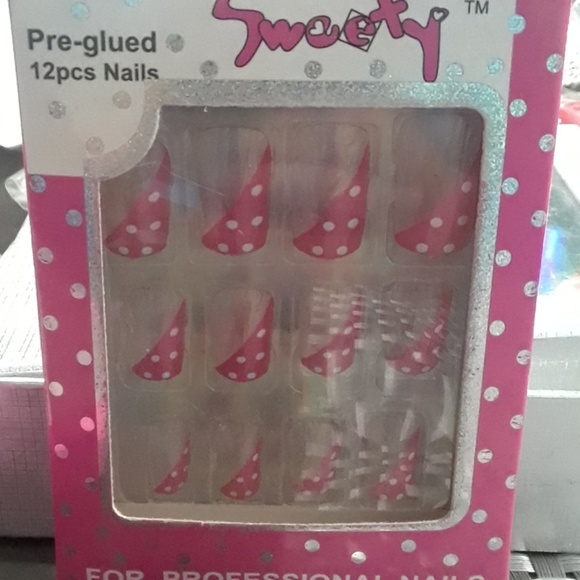 Sweety TM
Pre-glued
12pcs Nails
FOR PROFESSIONAL NAILS